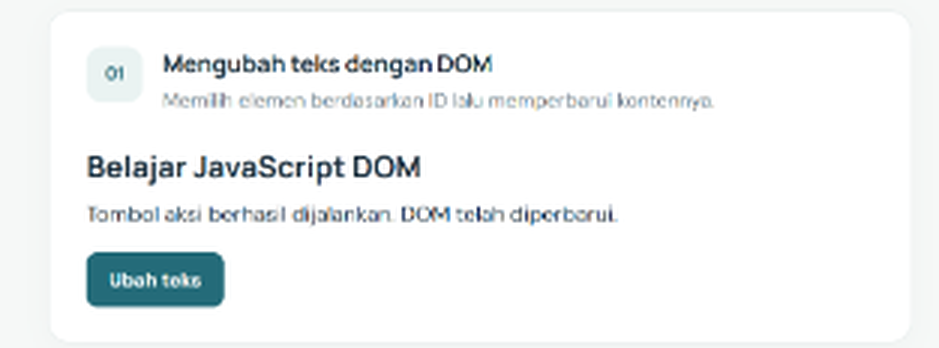 01
Mengubah teks dengan DOM
Memilih elemen berdasarkan ID lalu memperbarui kontennya.
Belajar JavaScript DOM
Tombol aksi berhasil dijalankan. DOM telah diperbarui.
Ubah teks